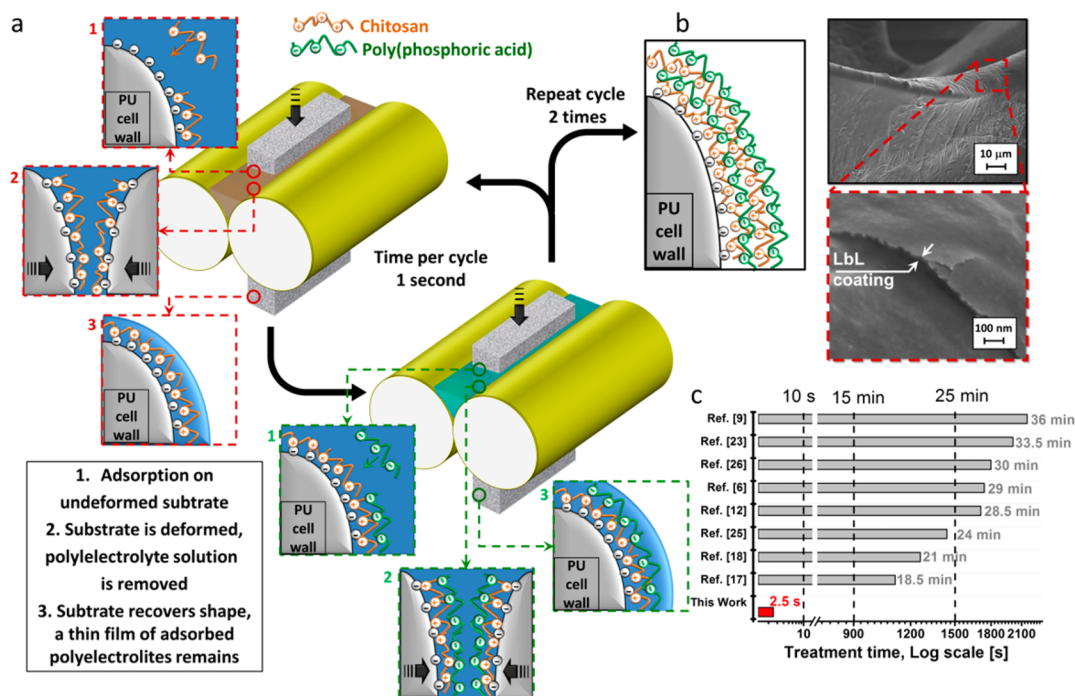 a
Chitosan
Poly(phosphoric acid)
1
PU
cell
wall
2
3
PU
cell
wall
Time per cycle
1 second
Repeat cycle
2 times
1
PU
cell
wall
2
3
PU
cell
wall
1. Adsorption on
undeformed subtrate
2. Substrate is deformed,
polylelectrolyte solution
is removed
3. Substrate recovers shape,
a thin film of adsorbed
polyelectrolites remains
b
PU
cell
wall
10 μm
LbL
coating
100 nm
c
10 s 15 min 25 min
Ref. [9] 36 min
Ref. [23] 33.5 min
Ref. [26] 30 min
Ref. [6] 29 min
Ref. [12] 28.5 min
Ref. [25] 24 min
Ref. [18] 21 min
Ref. [17] 18.5 min
This Work 2.5 s
10 900 1200 1500 1800 2100
Treatment time, Log scale [s]